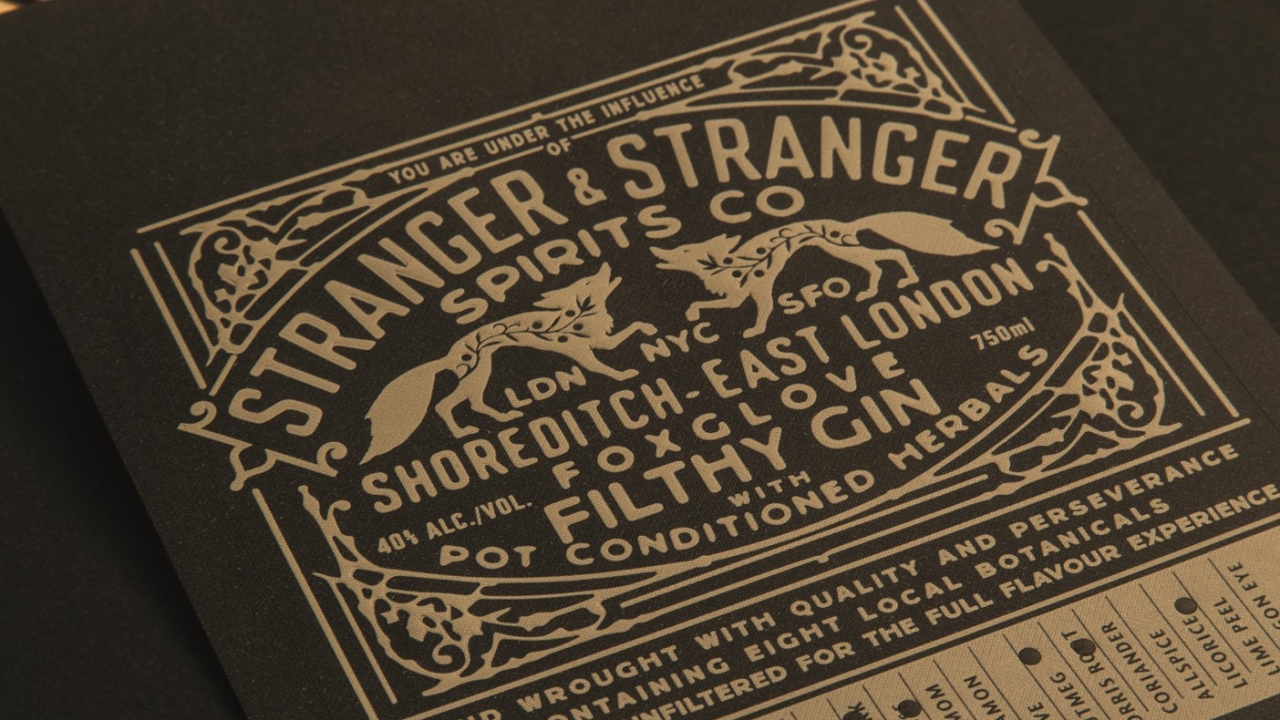 YOU ARE UNDER THE INFLUENCE
OF
STRANGER & STRANGER
SPIRITS CO
LDN NYC SFO
SHOREDITCH-EAST LONDON
750ml
FOXGLOVE
FILTHY GIN
40% ALC./VOL.
WITH
POT CONDITIONED HERBALS
WROUGHT WITH QUALITY AND PERSEVERANCE
CONTAINING EIGHT LOCAL BOTANICALS
UNFILTERED FOR THE FULL FLAVOUR EXPERIENCE
CORIANDER
ALLSPICE
LICORICE
LIME PEEL